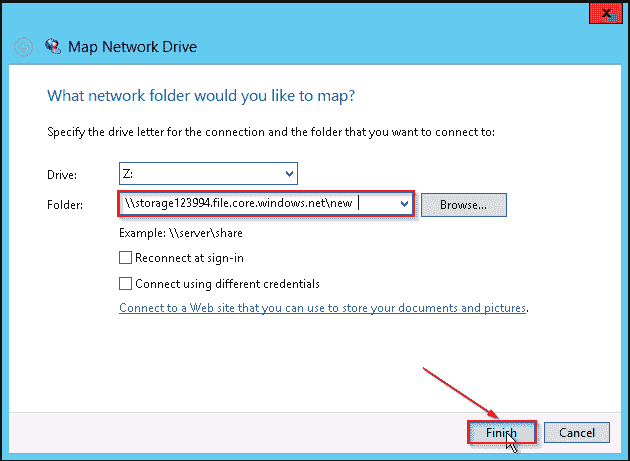 Map Network Drive
What network folder would you like to map?
Specify the drive letter for the connection and the folder that you want to connect to:
Drive: Z:
Folder: \\storage123994.file.core.windows.net\new Browse...
Example: \\server\share
Reconnect at sign-in
Connect using different credentials
Connect to a Web site that you can use to store your documents and pictures.
Finish Cancel